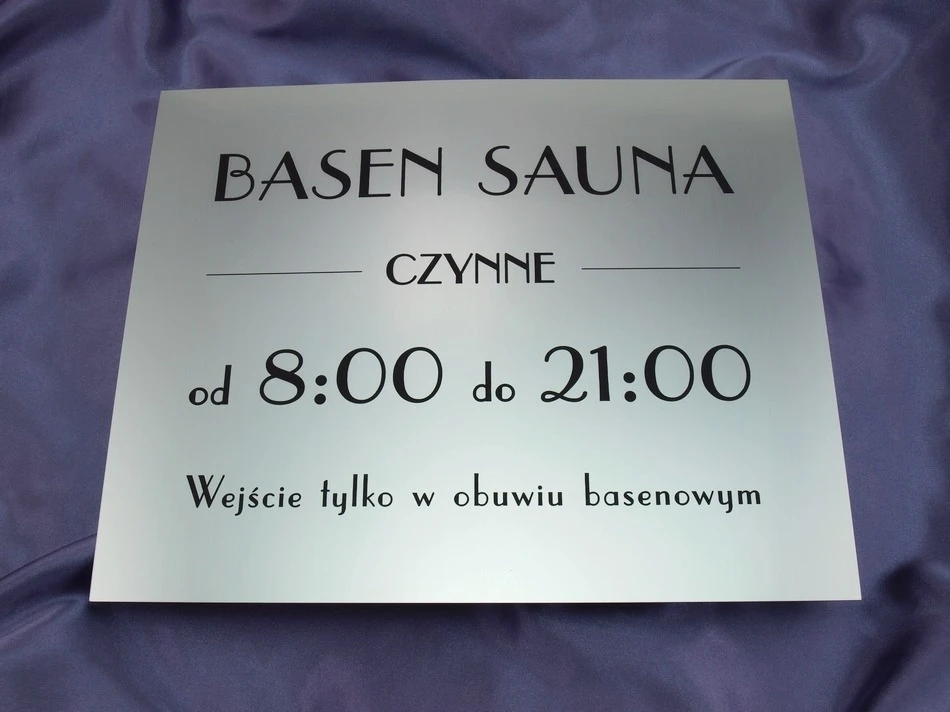 BASEN SAUNA
CZYNNE
od 8:00 do 21:00
Wejście tylko w obuwiu basenowym